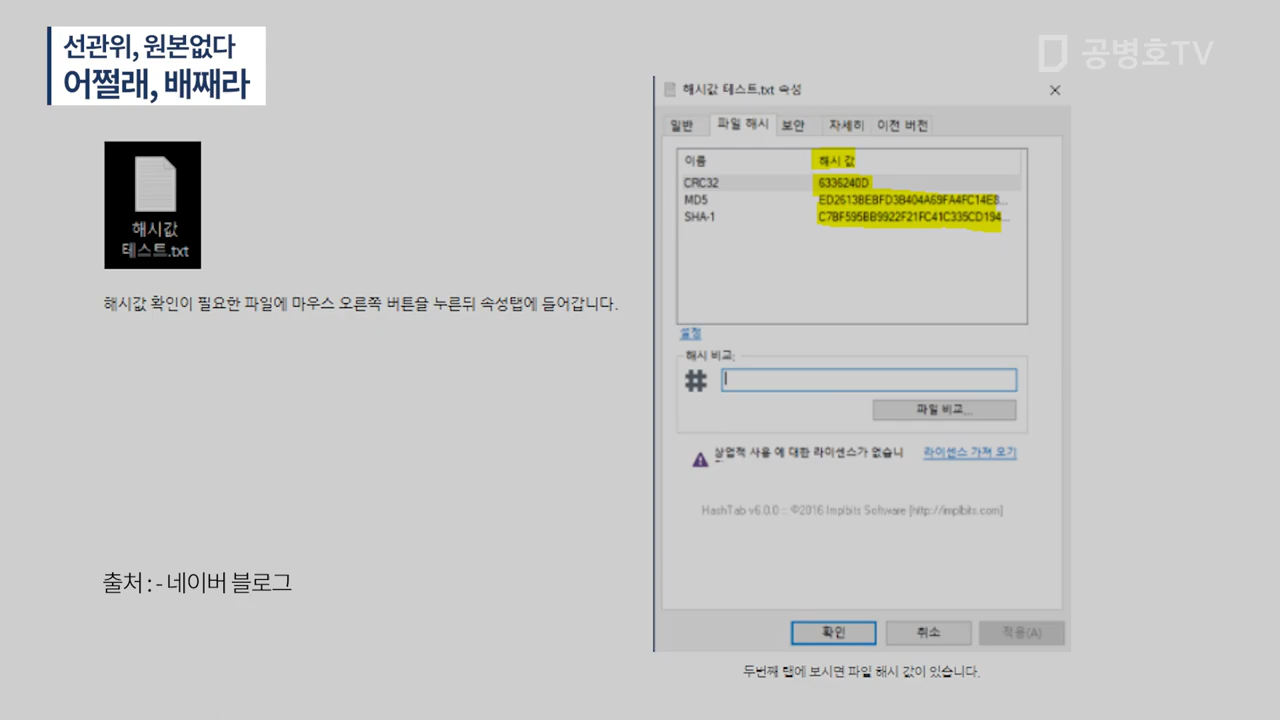 선관위, 원본없다
어쩔래, 배째라
공병호TV
해시값
테스트.txt
해시값 확인이 필요한 파일에 마우스 오른쪽 버튼을 누른뒤 속성탭에 들어갑니다.
출처 : - 네이버 블로그
해시값 테스트.txt 속성
일반 파일 해시 보안 자세히 이전 버전
이름 해시 값
CRC32 6336240D
MD5 ED2613BEBFD3B404A69FA4FC14E8...
SHA-1 C7BF595BB9922F21FC41C335CD194...
설정
해시 비교:
파일 비교...
상업적 사용 에 대한 라이센스가 없습니 라이센스 가져 오기
HashTab v6.0.0 :: ©2016 Implbits Software [http://implbits.com]
확인 취소 적용(A)
두번째 탭에 보시면 파일 해시 값이 있습니다.